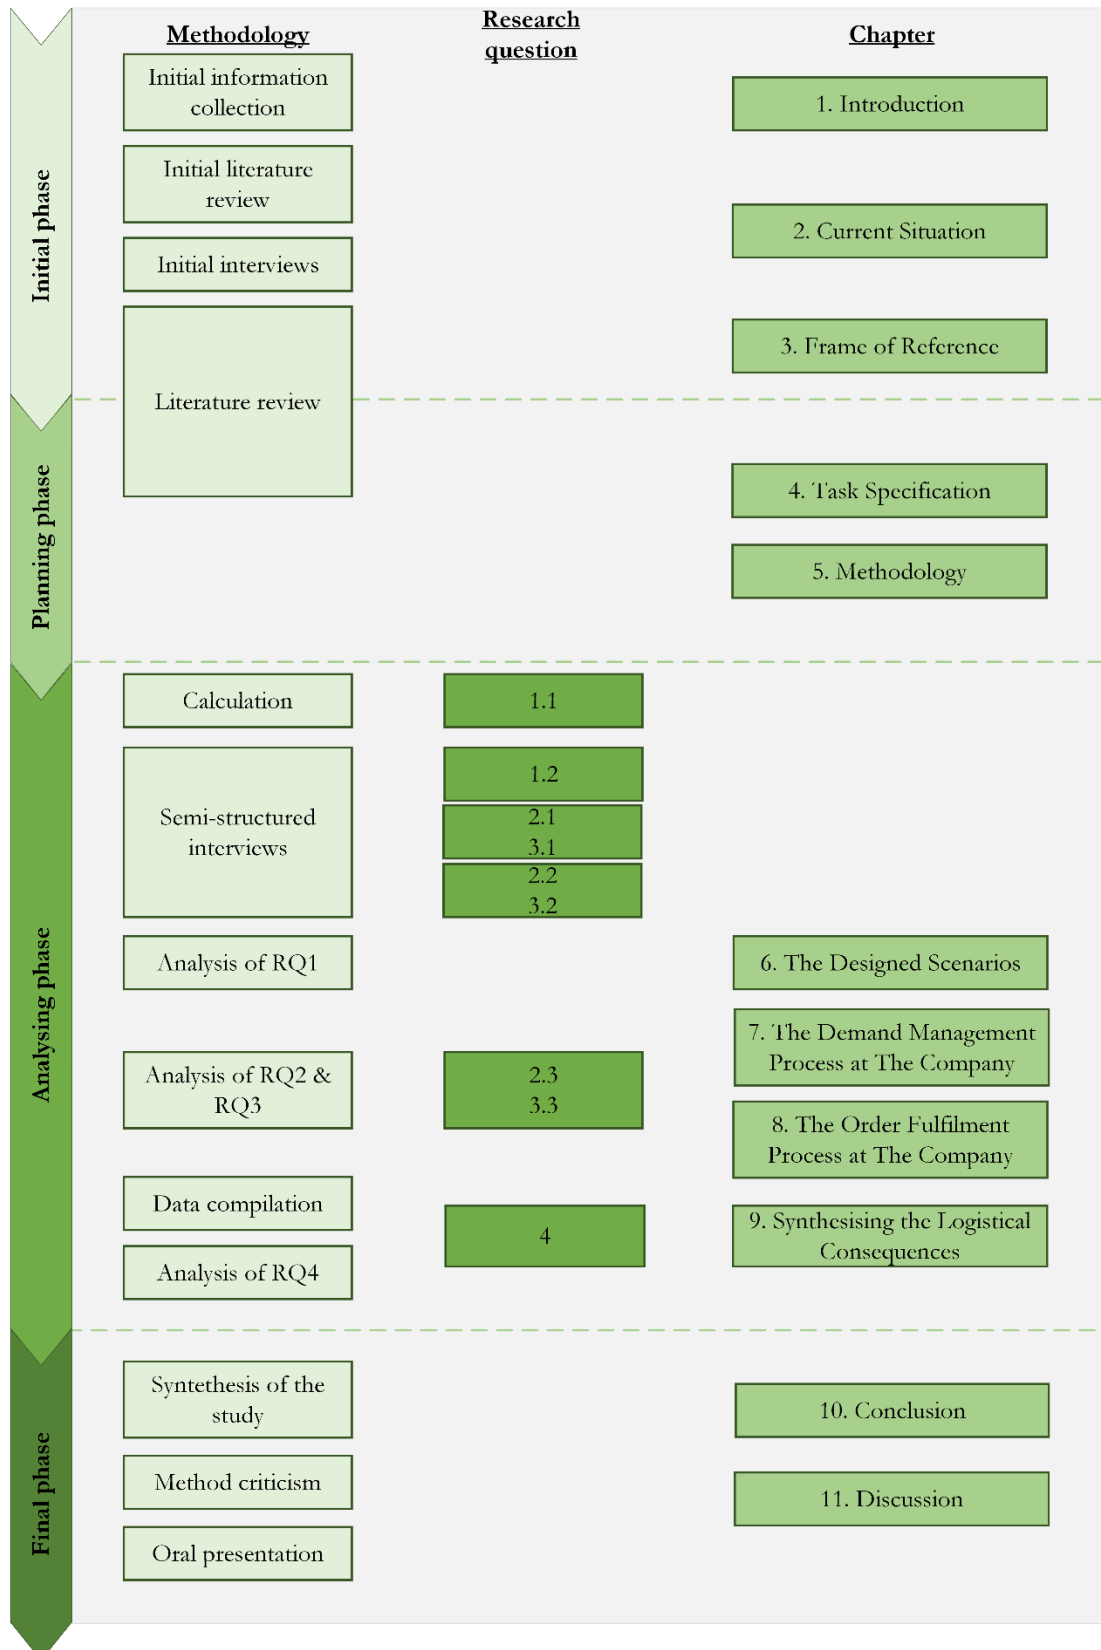 Methodology
Research
question
Chapter
Initial phase
Initial information
collection
1. Introduction
Initial literature
review
2. Current Situation
Initial interviews
3. Frame of Reference
Literature review
Planning phase
4. Task Specification
5. Methodology
Analysing phase
Calculation
1.1
Semi-structured
interviews
1.2
2.1
3.1
2.2
3.2
Analysis of RQ1
6. The Designed Scenarios
7. The Demand Management
Process at The Company
Analysis of RQ2 &
RQ3
2.3
3.3
8. The Order Fulfilment
Process at The Company
Data compilation
4
9. Synthesising the Logistical
Consequences
Analysis of RQ4
Final phase
Syntethesis of the
study
10. Conclusion
Method criticism
11. Discussion
Oral presentation